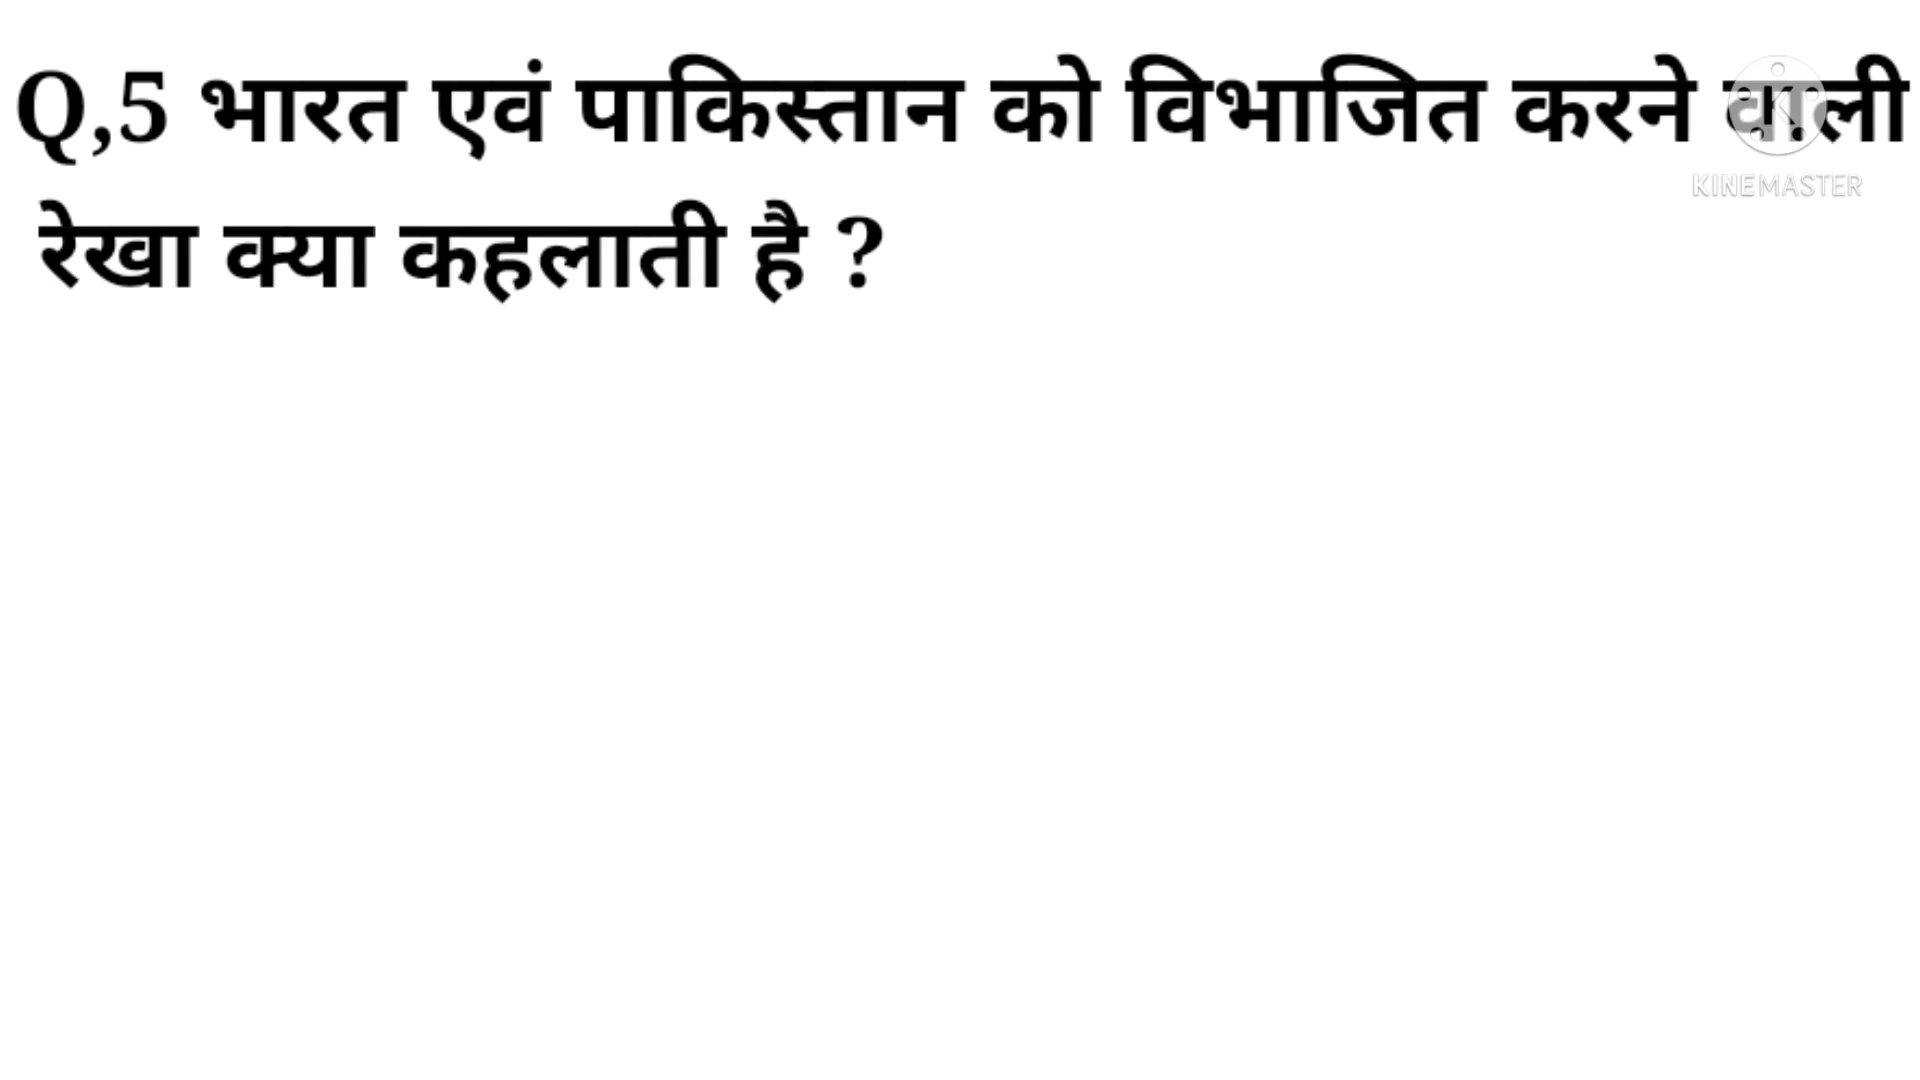 Q,5 भारत एवं पाकिस्तान को विभाजित करने वाली
रेखा क्या कहलाती है ?
KINEMASTER